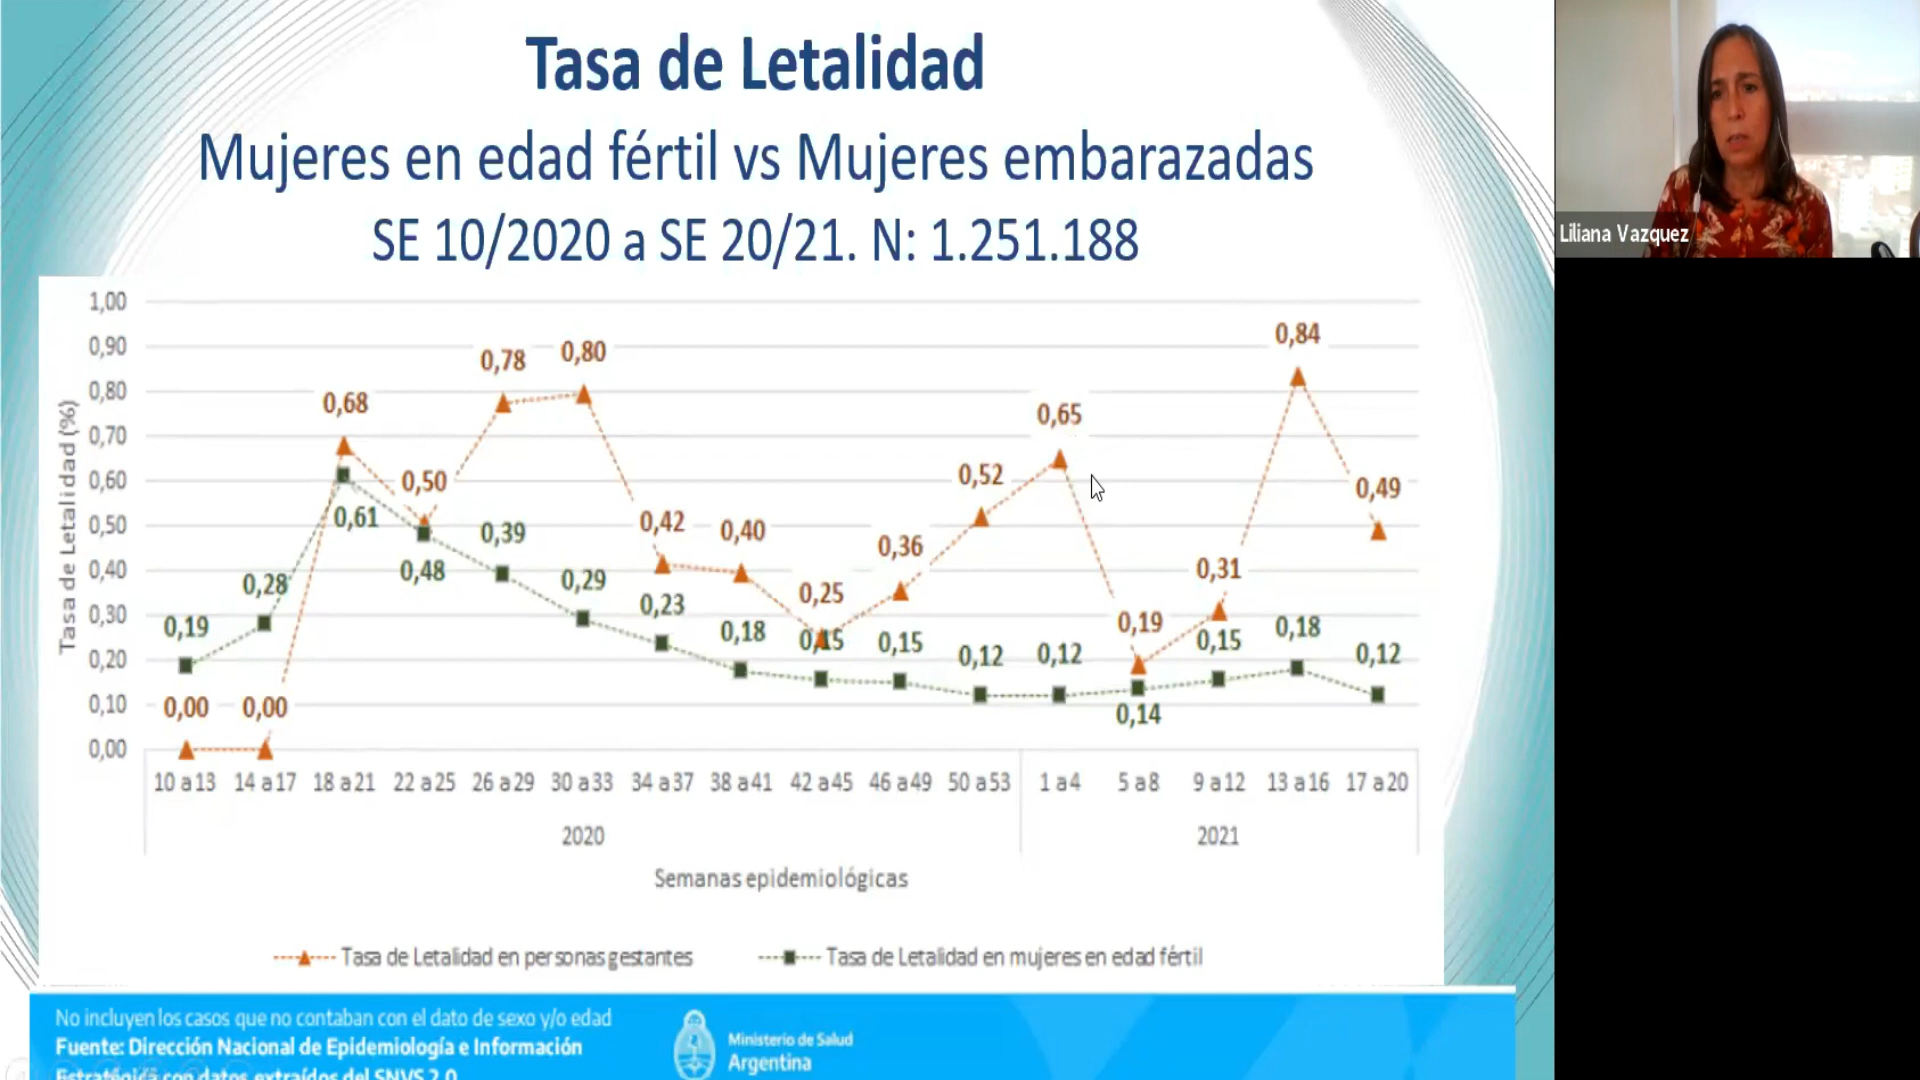 Tasa de Letalidad
Mujeres en edad fértil vs Mujeres embarazadas
SE 10/2020 a SE 20/21. N: 1.251.188
Liliana Vazquez
Tasa de Letalidad (%)
1,00
0,90
0,80
0,70
0,60
0,50
0,40
0,30
0,20
0,10
0,00
0,00 0,00 0,68 0,50 0,78 0,80 0,42 0,40 0,25 0,36 0,52 0,65 0,19 0,31 0,84 0,49
0,19 0,28 0,61 0,48 0,39 0,29 0,23 0,18 0,15 0,15 0,12 0,12 0,14 0,15 0,18 0,12
10 a 13 14 a 17 18 a 21 22 a 25 26 a 29 30 a 33 34 a 37 38 a 41 42 a 45 46 a 49 50 a 53 1 a 4 5 a 8 9 a 12 13 a 16 17 a 20
2020 2021
Semanas epidemiológicas
Tasa de Letalidad en personas gestantes Tasa de Letalidad en mujeres en edad fértil
No incluyen los casos que no contaban con el dato de sexo y/o edad
Fuente: Dirección Nacional de Epidemiología e Información
Estratégica con datos extraídos del SNVS 2.0
Ministerio de Salud
Argentina